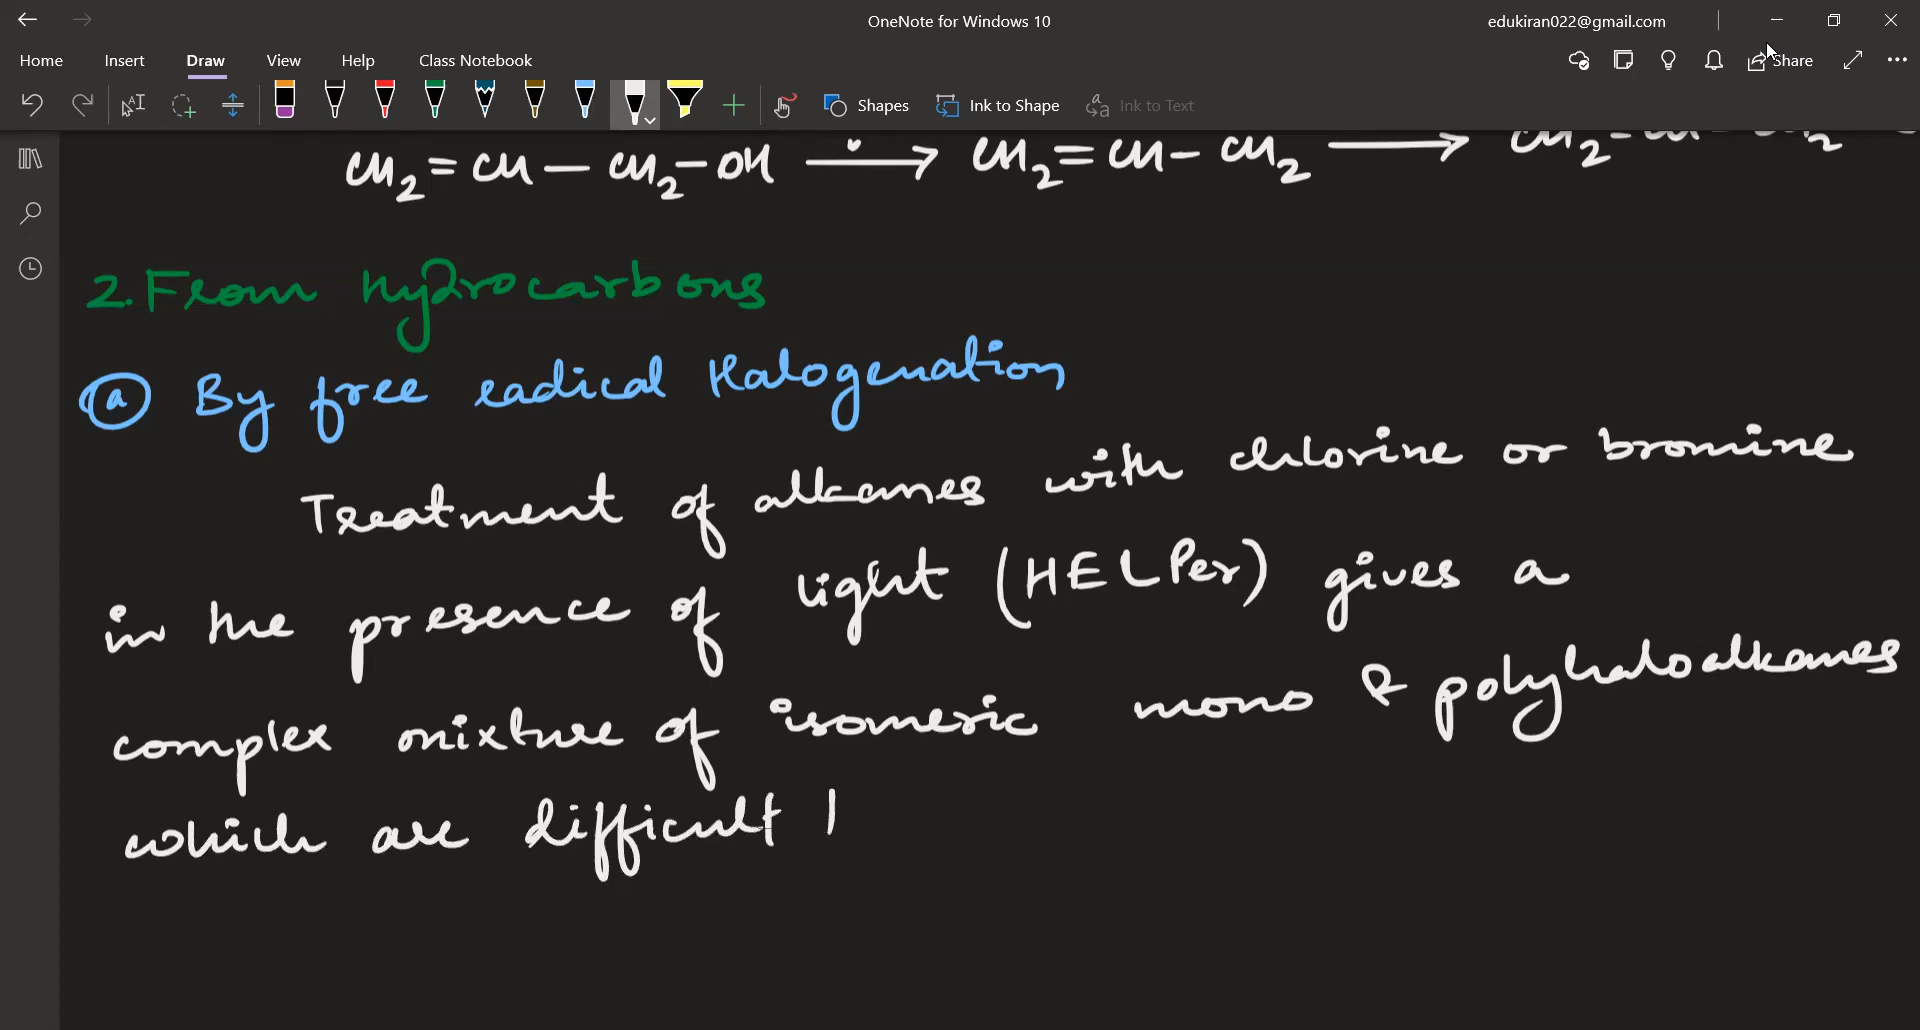 OneNote for Windows 10
edukiran022@gmail.com
Home Insert Draw View Help Class Notebook Share
Shapes Ink to Shape Ink to Text
CH2 = CH — CH2 — OH ⟶ CH2 = CH — CH2 ⟶
2. From hydrocarbons
(a) By free radical Halogenation
Treatment of alkanes with chlorine or bromine
in the presence of light (HELPer) gives a
complex mixture of isomeric mono & polyhaloalkanes
which are difficult